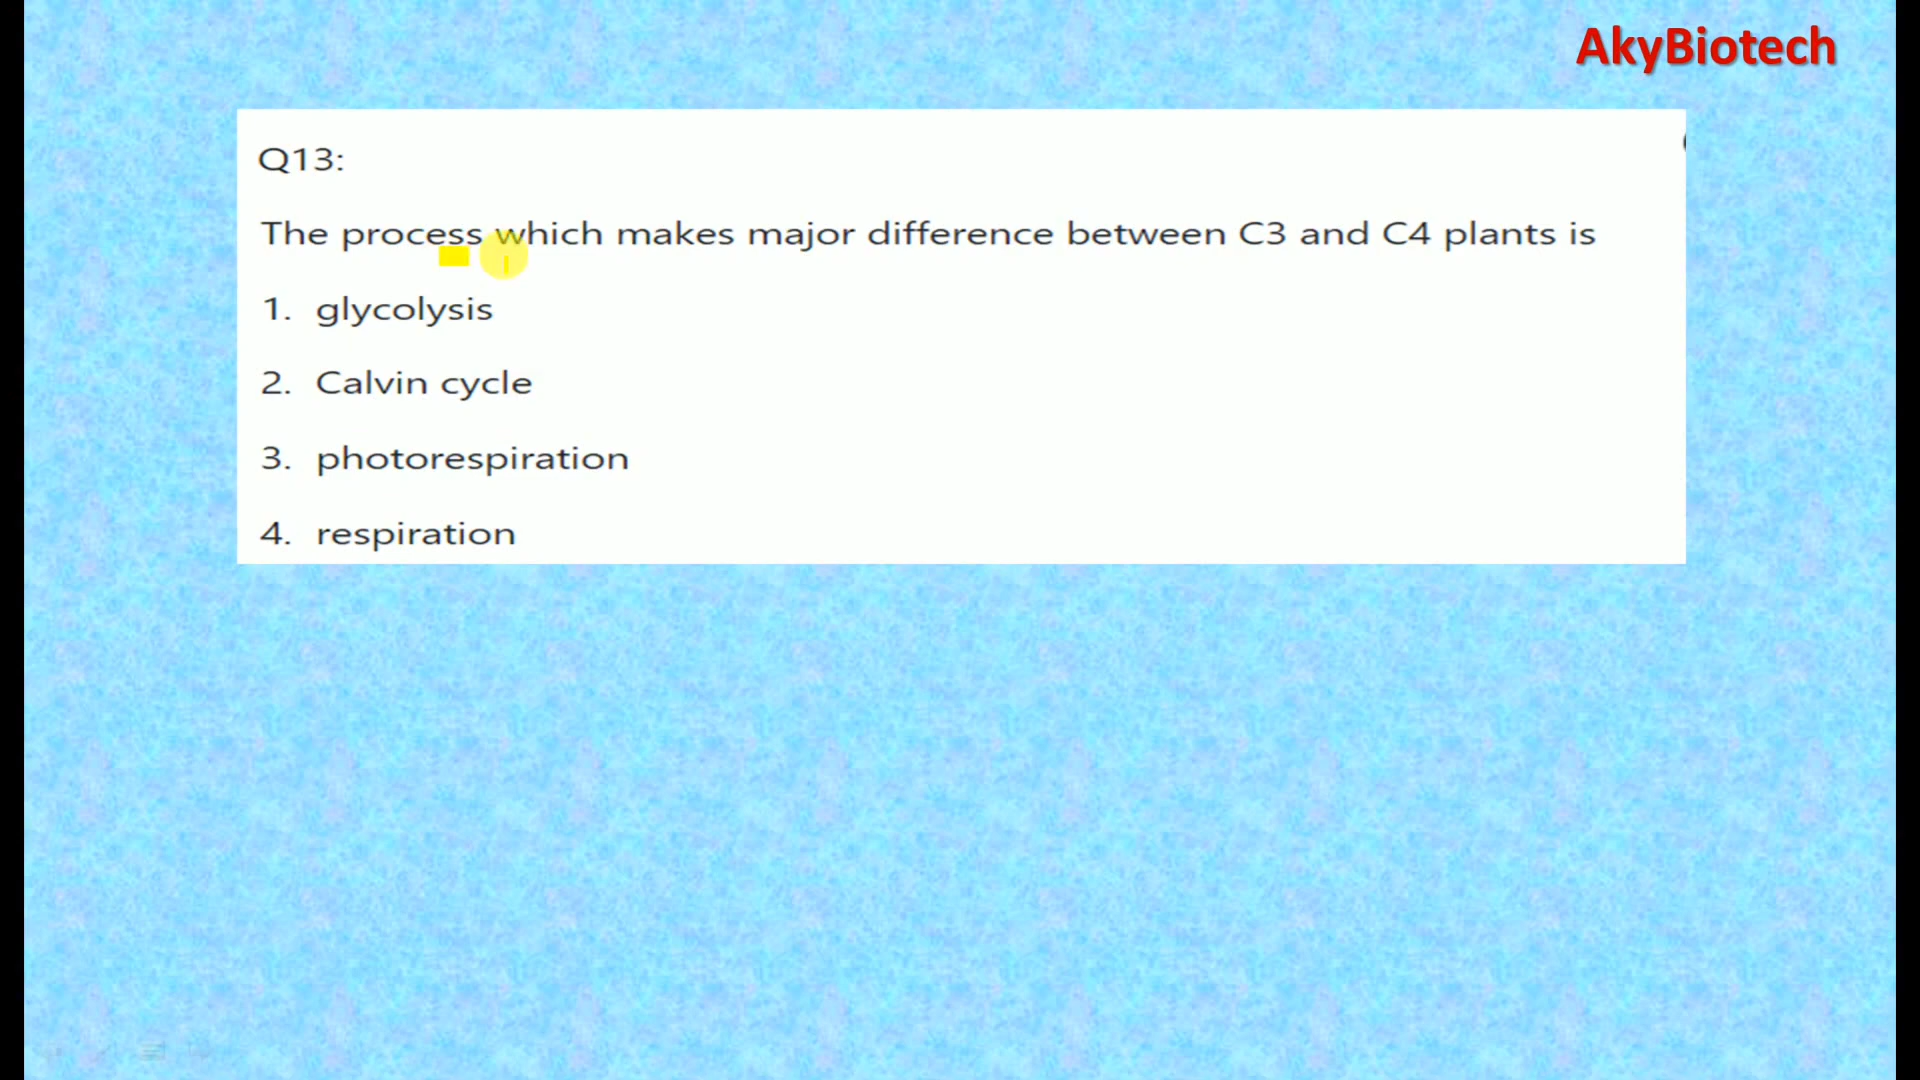 AkyBiotech
Q13:
The process which makes major difference between C3 and C4 plants is
1. glycolysis
2. Calvin cycle
3. photorespiration
4. respiration